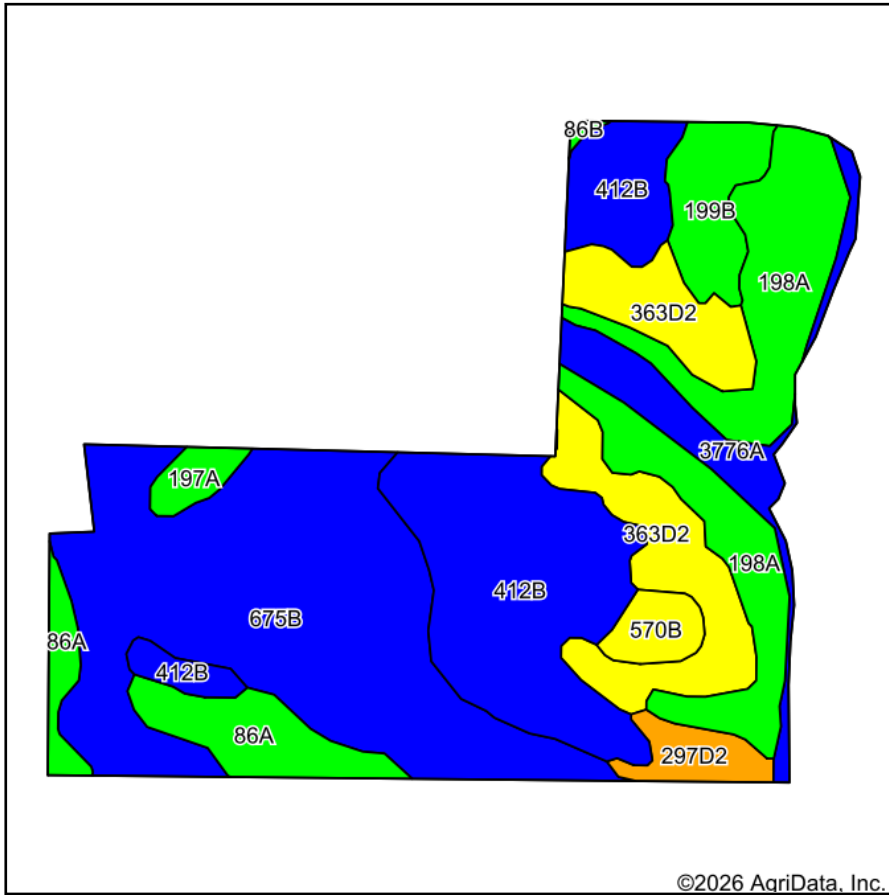 86B
412B
199B
198A
363D2
3776A
197A
363D2
198A
412B
675B
570B
86A
412B
86A
297D2
©2026 AgriData, Inc.